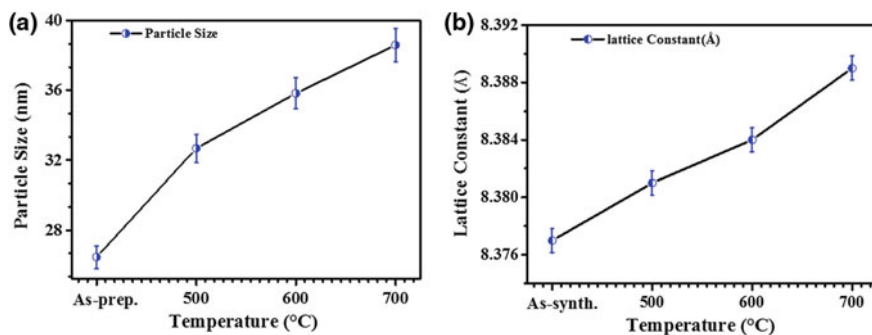 (a)
Particle Size
Particle Size (nm)
40
36
32
28
As-prep.
500
600
700
Temperature (°C)
(b)
lattice Constant(Å)
Lattice Constant (Å)
8.392
8.388
8.384
8.380
8.376
As-synth.
500
600
700
Temperature (°C)